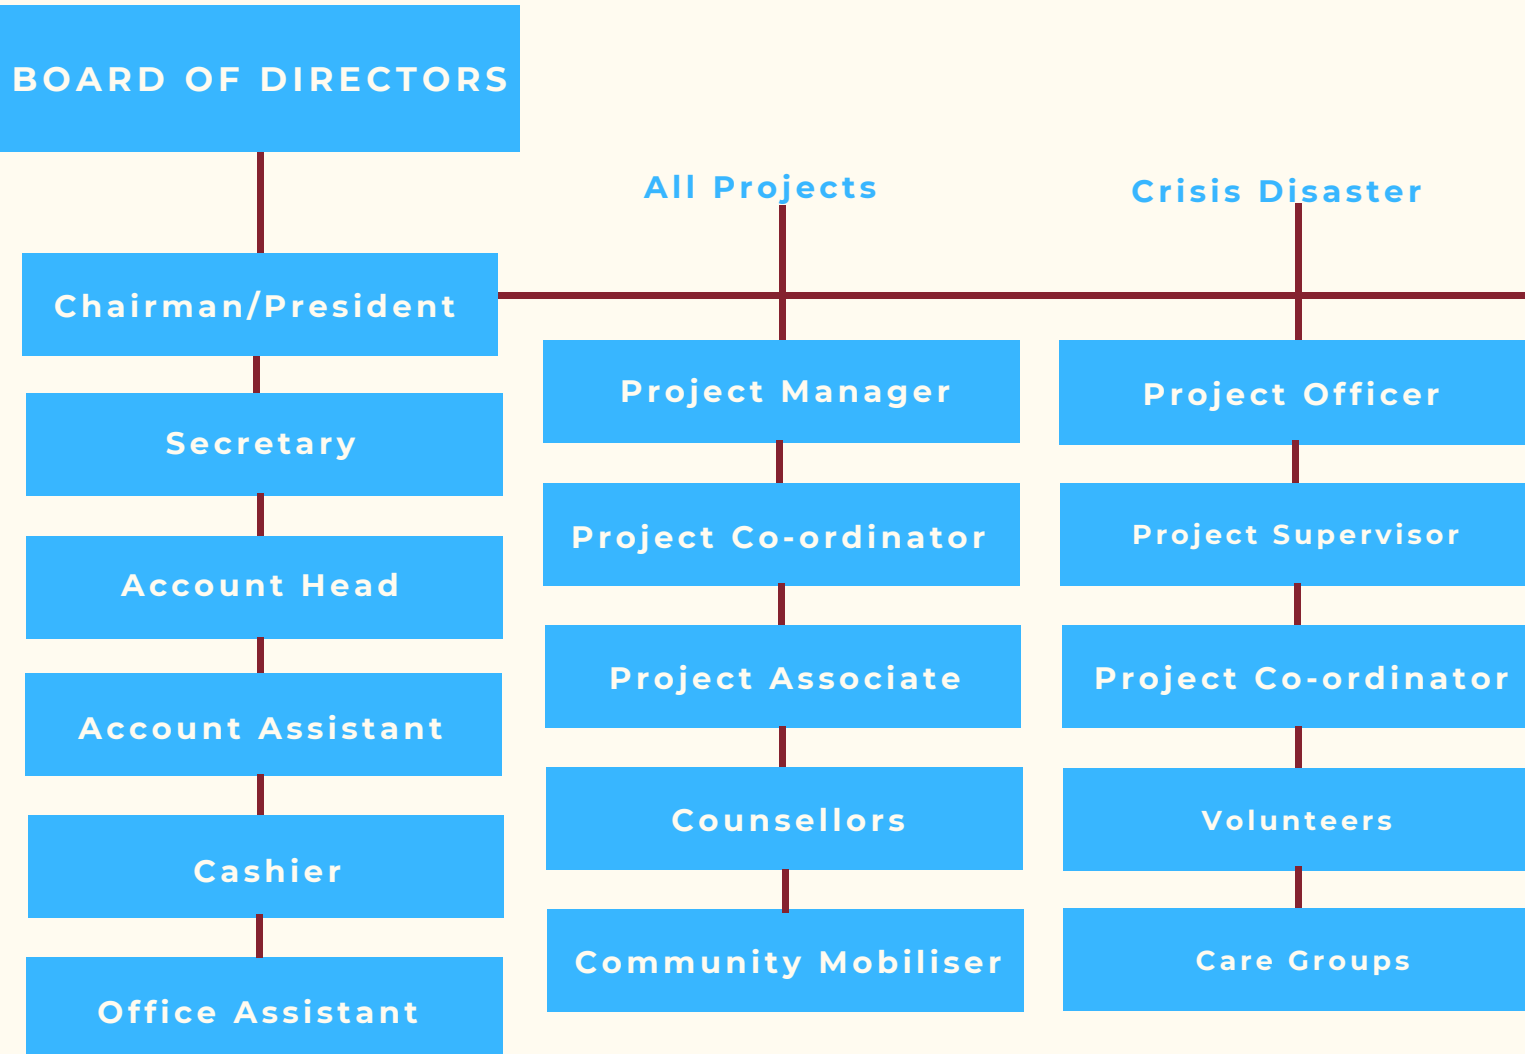 BOARD OF DIRECTORS
Chairman/President
Secretary
Account Head
Account Assistant
Cashier
Office Assistant
All Projects
Project Manager
Project Co-ordinator
Project Associate
Counsellors
Community Mobiliser
Crisis Disaster
Project Officer
Project Supervisor
Project Co-ordinator
Volunteers
Care Groups